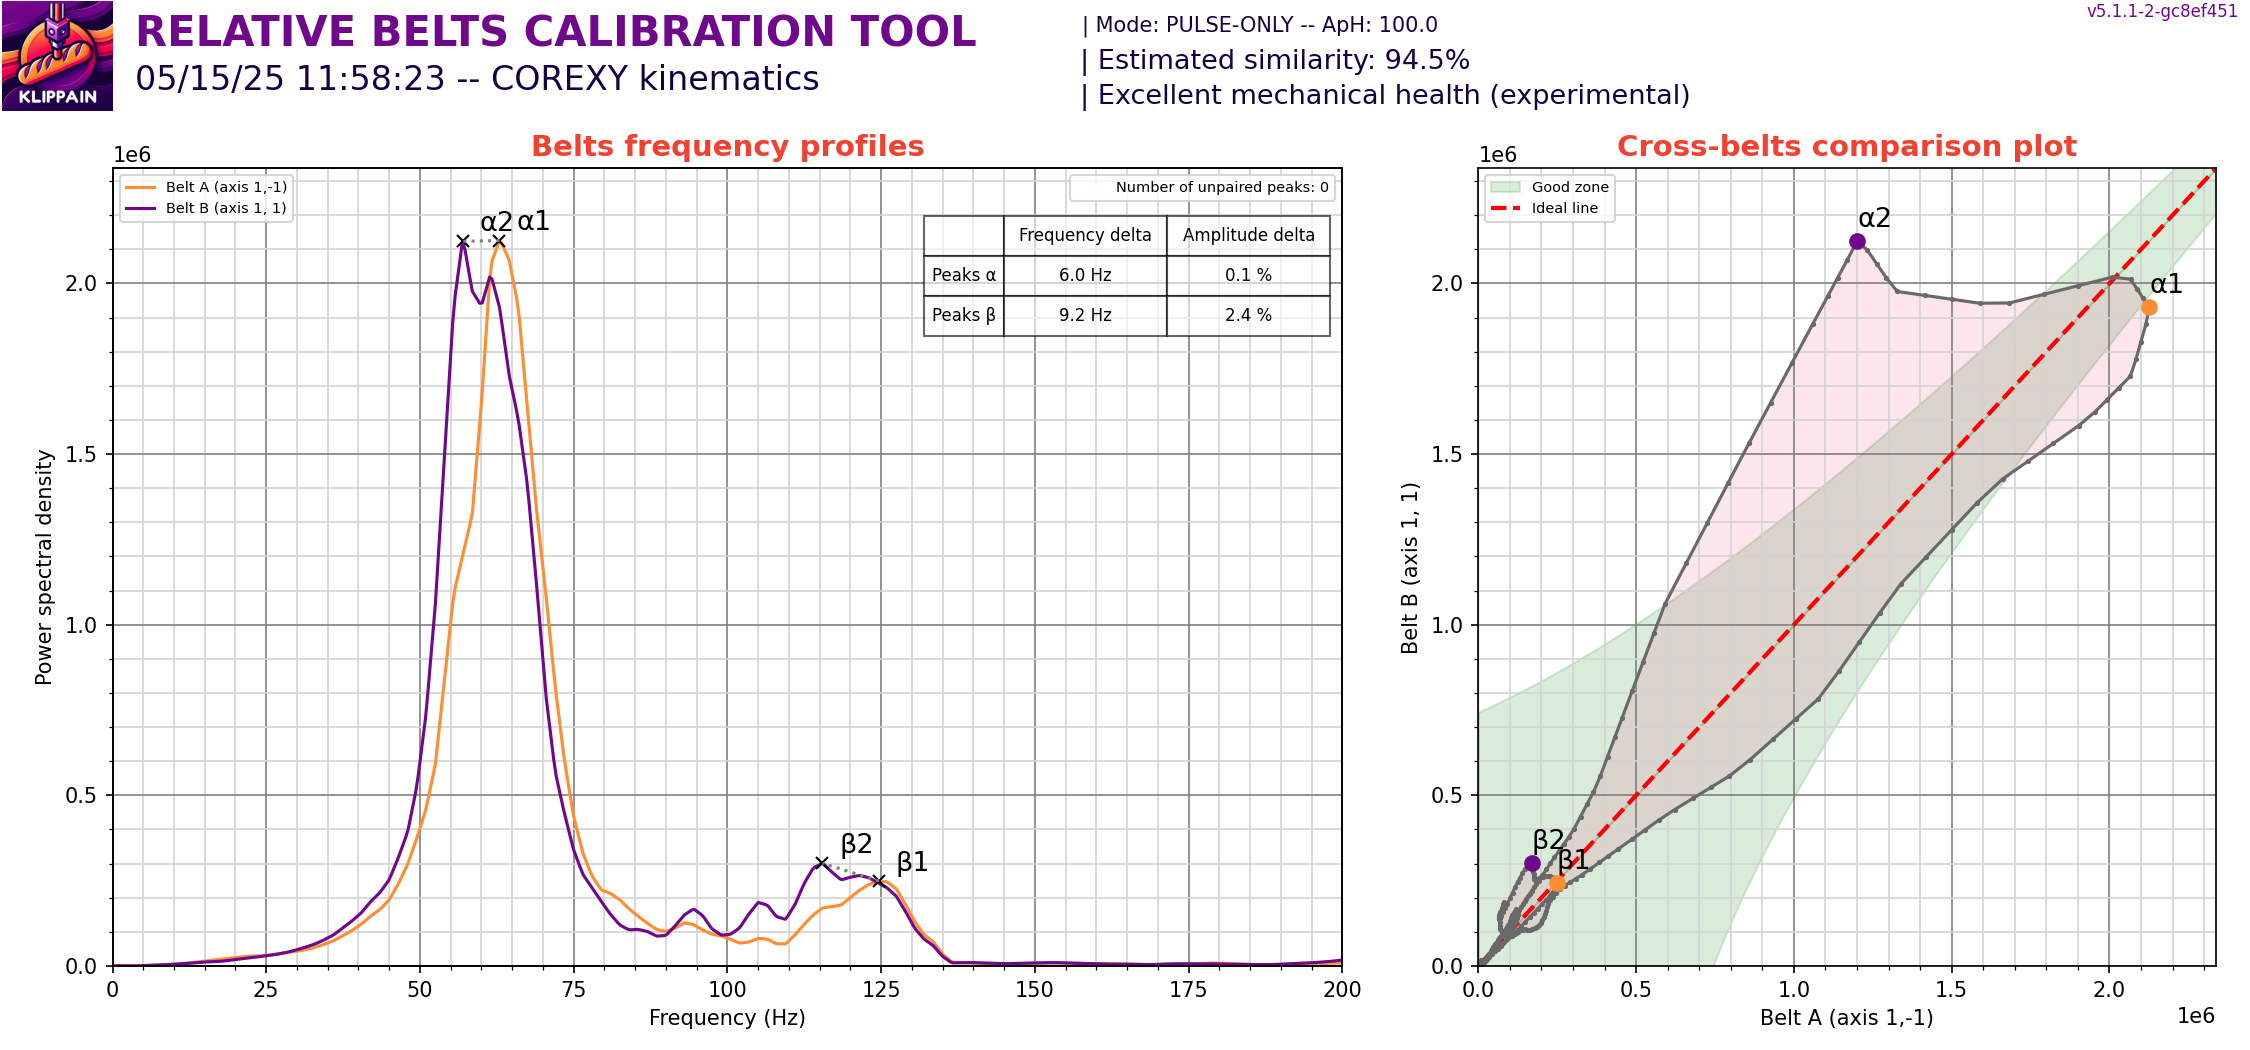 KLIPPAIN
RELATIVE BELTS CALIBRATION TOOL
05/15/25 11:58:23 -- COREXY kinematics
| Mode: PULSE-ONLY -- ApH: 100.0
| Estimated similarity: 94.5%
| Excellent mechanical health (experimental)
v5.1.1-2-gc8ef451
Belts frequency profiles
1e6
Belt A (axis 1,-1)
Belt B (axis 1, 1)
Number of unpaired peaks: 0
Frequency delta Amplitude delta
Peaks α 6.0 Hz 0.1 %
Peaks β 9.2 Hz 2.4 %
α2 α1
β2
β1
Power spectral density
2.0
1.5
1.0
0.5
0.0
0 25 50 75 100 125 150 175 200
Frequency (Hz)
Cross-belts comparison plot
1e6
Good zone
Ideal line
α2
α1
β2
β1
Belt B (axis 1, 1)
2.0
1.5
1.0
0.5
0.0
0.0 0.5 1.0 1.5 2.0
Belt A (axis 1,-1)
1e6